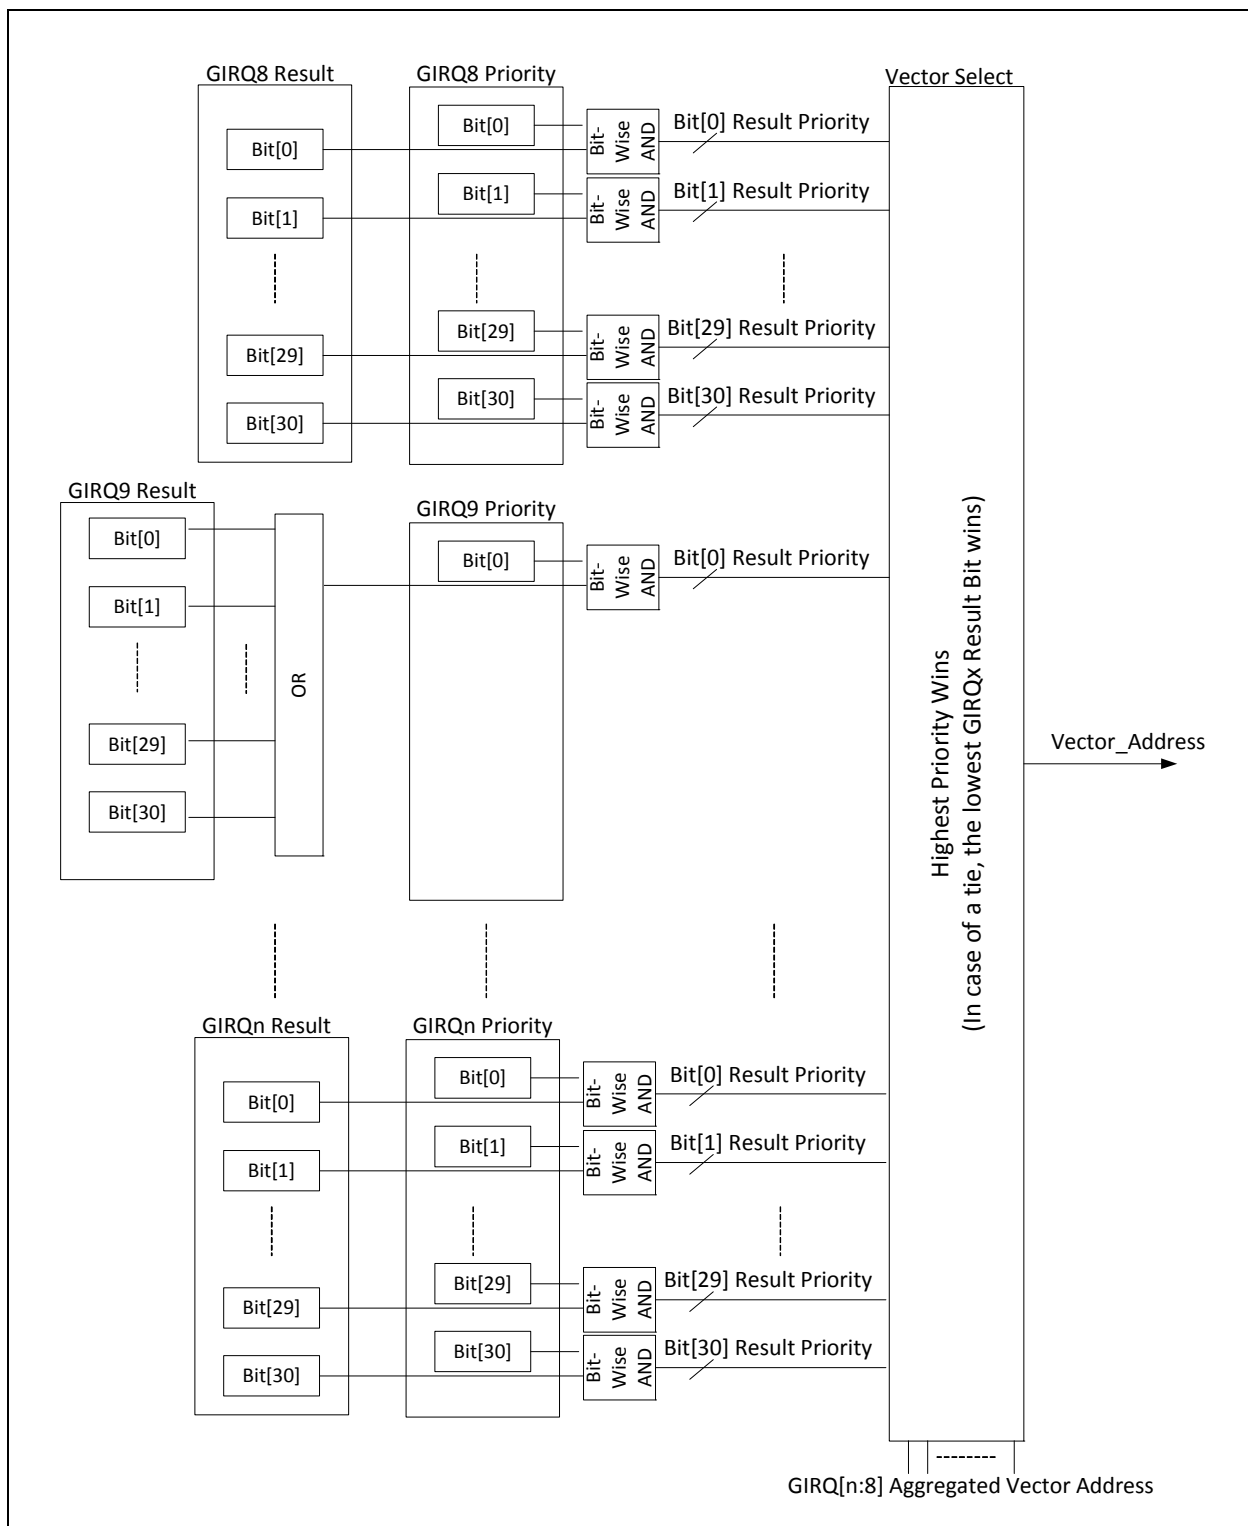 GIRQ8 Result
GIRQ8 Priority
Vector Select
Bit[0]
Bit[0]
Bit-
Wise
AND
Bit[0] Result Priority
Bit[1]
Bit[1]
Bit-
Wise
AND
Bit[1] Result Priority
Bit[29]
Bit[29]
Bit-
Wise
AND
Bit[29] Result Priority
Bit[30]
Bit[30]
Bit-
Wise
AND
Bit[30] Result Priority
GIRQ9 Result
GIRQ9 Priority
Bit[0]
Bit[1]
Bit[29]
Bit[30]
OR
Bit[0]
Bit-
Wise
AND
Bit[0] Result Priority
Highest Priority Wins
(In case of a tie, the lowest GIRQx Result Bit wins)
Vector_Address
GIRQn Result
GIRQn Priority
Bit[0]
Bit[0]
Bit-
Wise
AND
Bit[0] Result Priority
Bit[1]
Bit[1]
Bit-
Wise
AND
Bit[1] Result Priority
Bit[29]
Bit[29]
Bit-
Wise
AND
Bit[29] Result Priority
Bit[30]
Bit[30]
Bit-
Wise
AND
Bit[30] Result Priority
GIRQ[n:8] Aggregated Vector Address